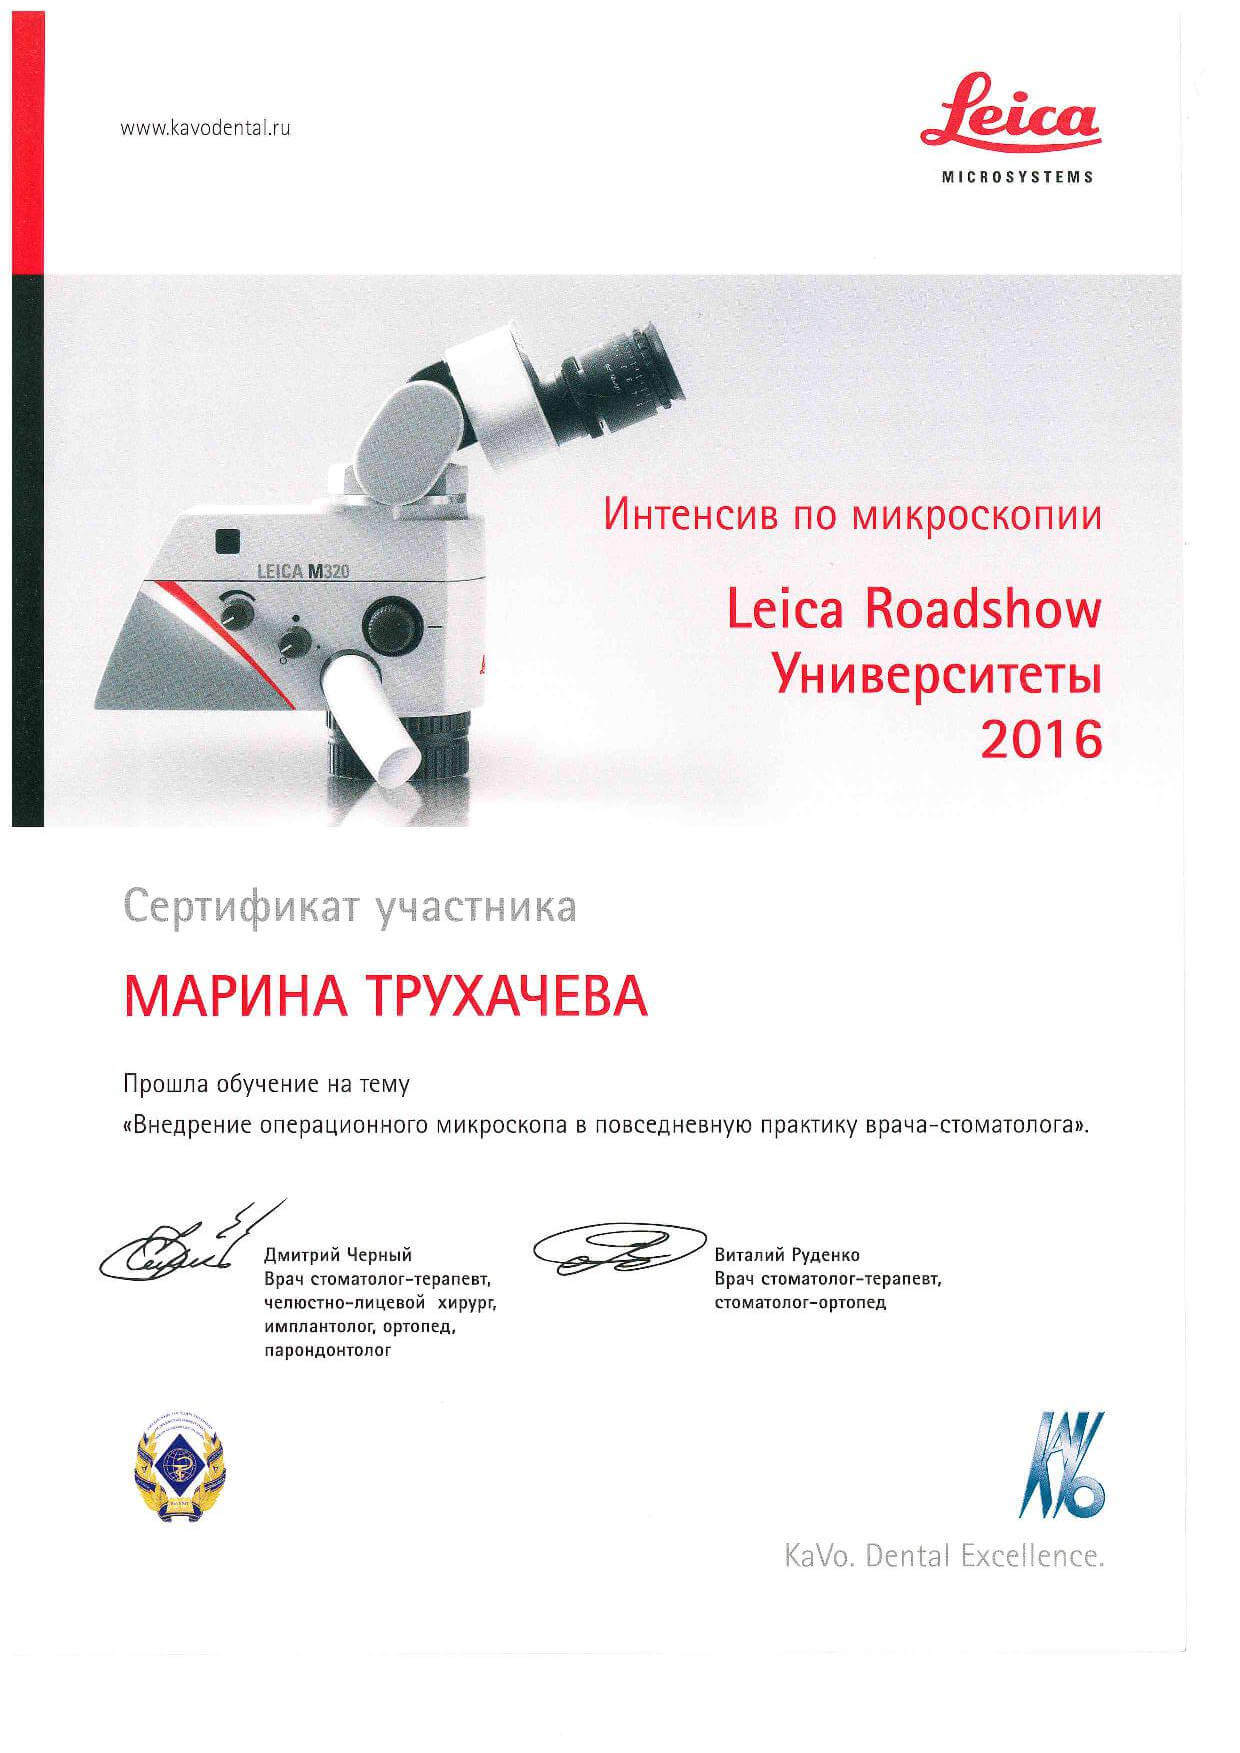 www.kavodental.ru
Leica
MICROSYSTEMS
LEICA M320
Интенсив по микроскопии
Leica Roadshow
Университеты
2016
Сертификат участника
МАРИНА ТРУХАЧЕВА
Прошла обучение на тему
«Внедрение операционного микроскопа в повседневную практику врача-стоматолога».
Дмитрий Черный
Врач стоматолог-терапевт,
челюстно-лицевой хирург,
имплантолог, ортопед,
парондонтолог
Виталий Руденко
Врач стоматолог-терапевт,
стоматолог-ортопед
KAVO
KaVo. Dental Excellence.